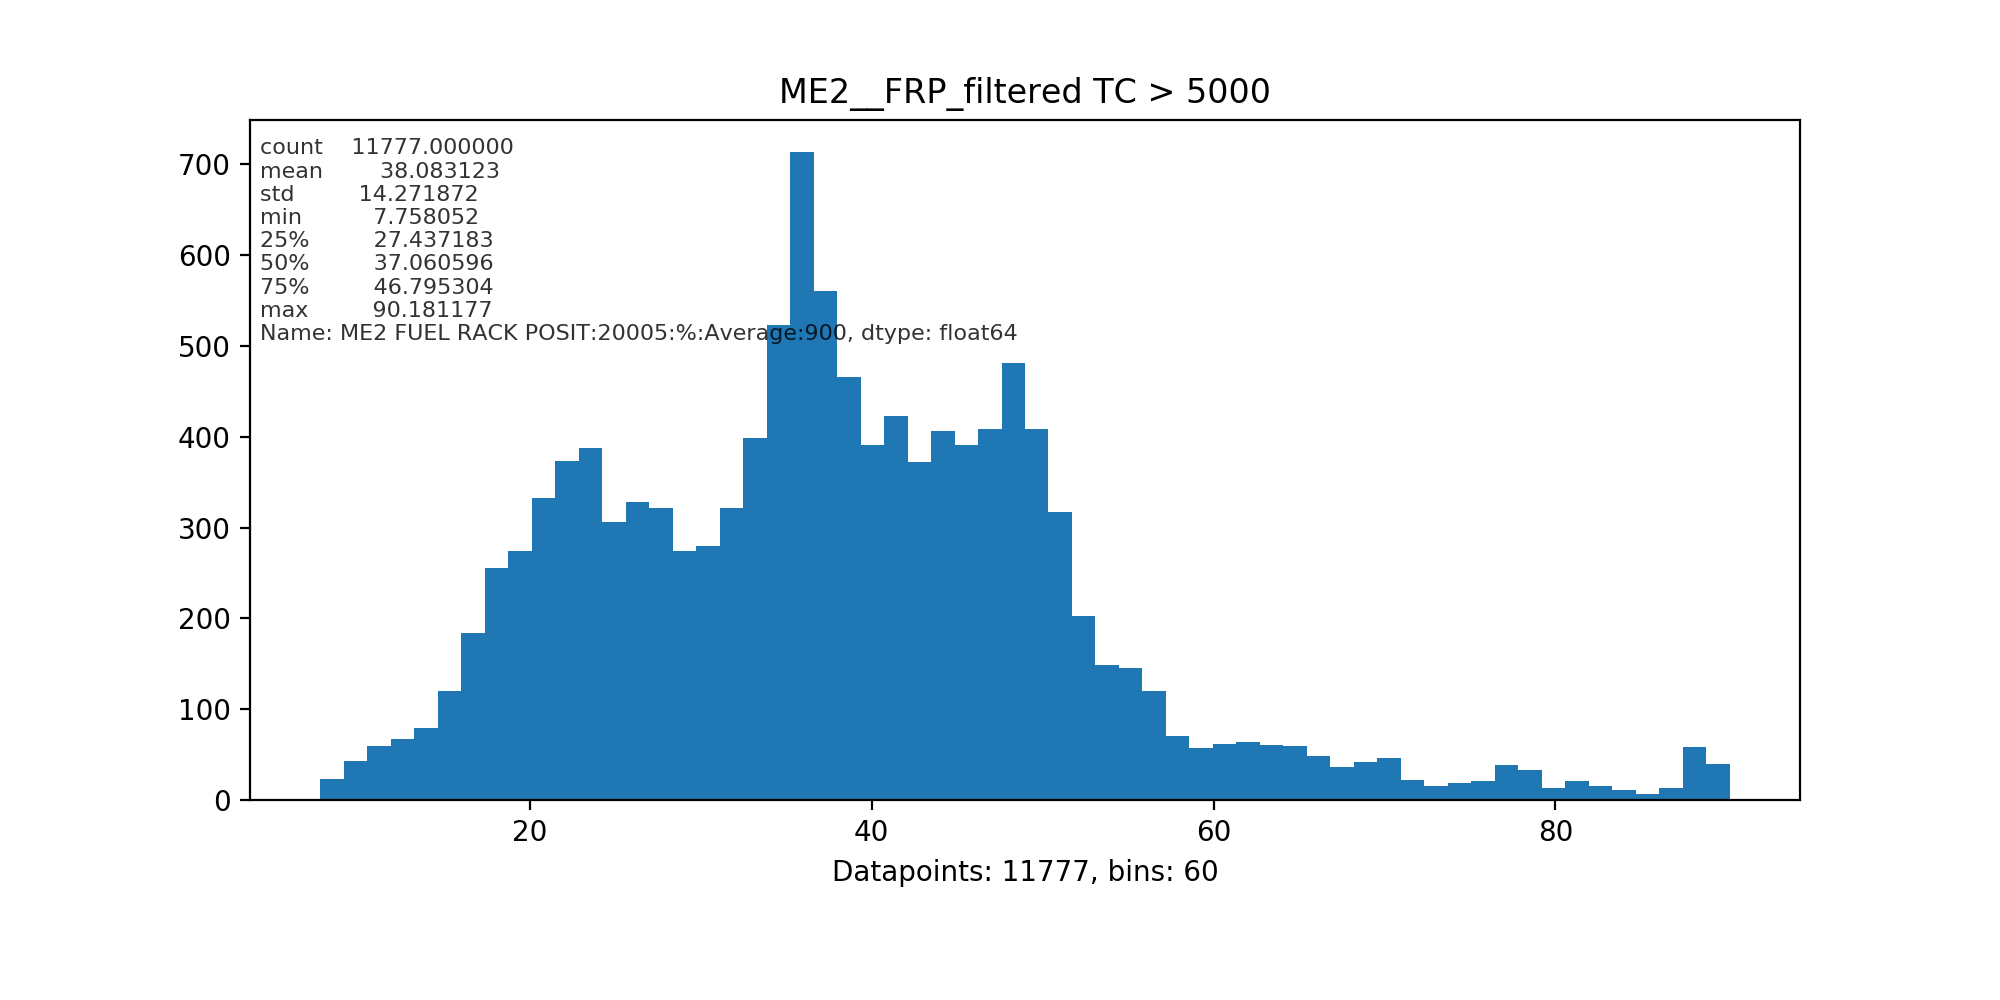 ME2__FRP_filtered TC > 5000
count 11777.000000
mean 38.083123
std 14.271872
min 7.758052
25% 27.437183
50% 37.060596
75% 46.795304
max 90.181177
Name: ME2 FUEL RACK POSIT:20005:%:Average:900, dtype: float64
700
600
500
400
300
200
100
0
20 40 60 80
Datapoints: 11777, bins: 60